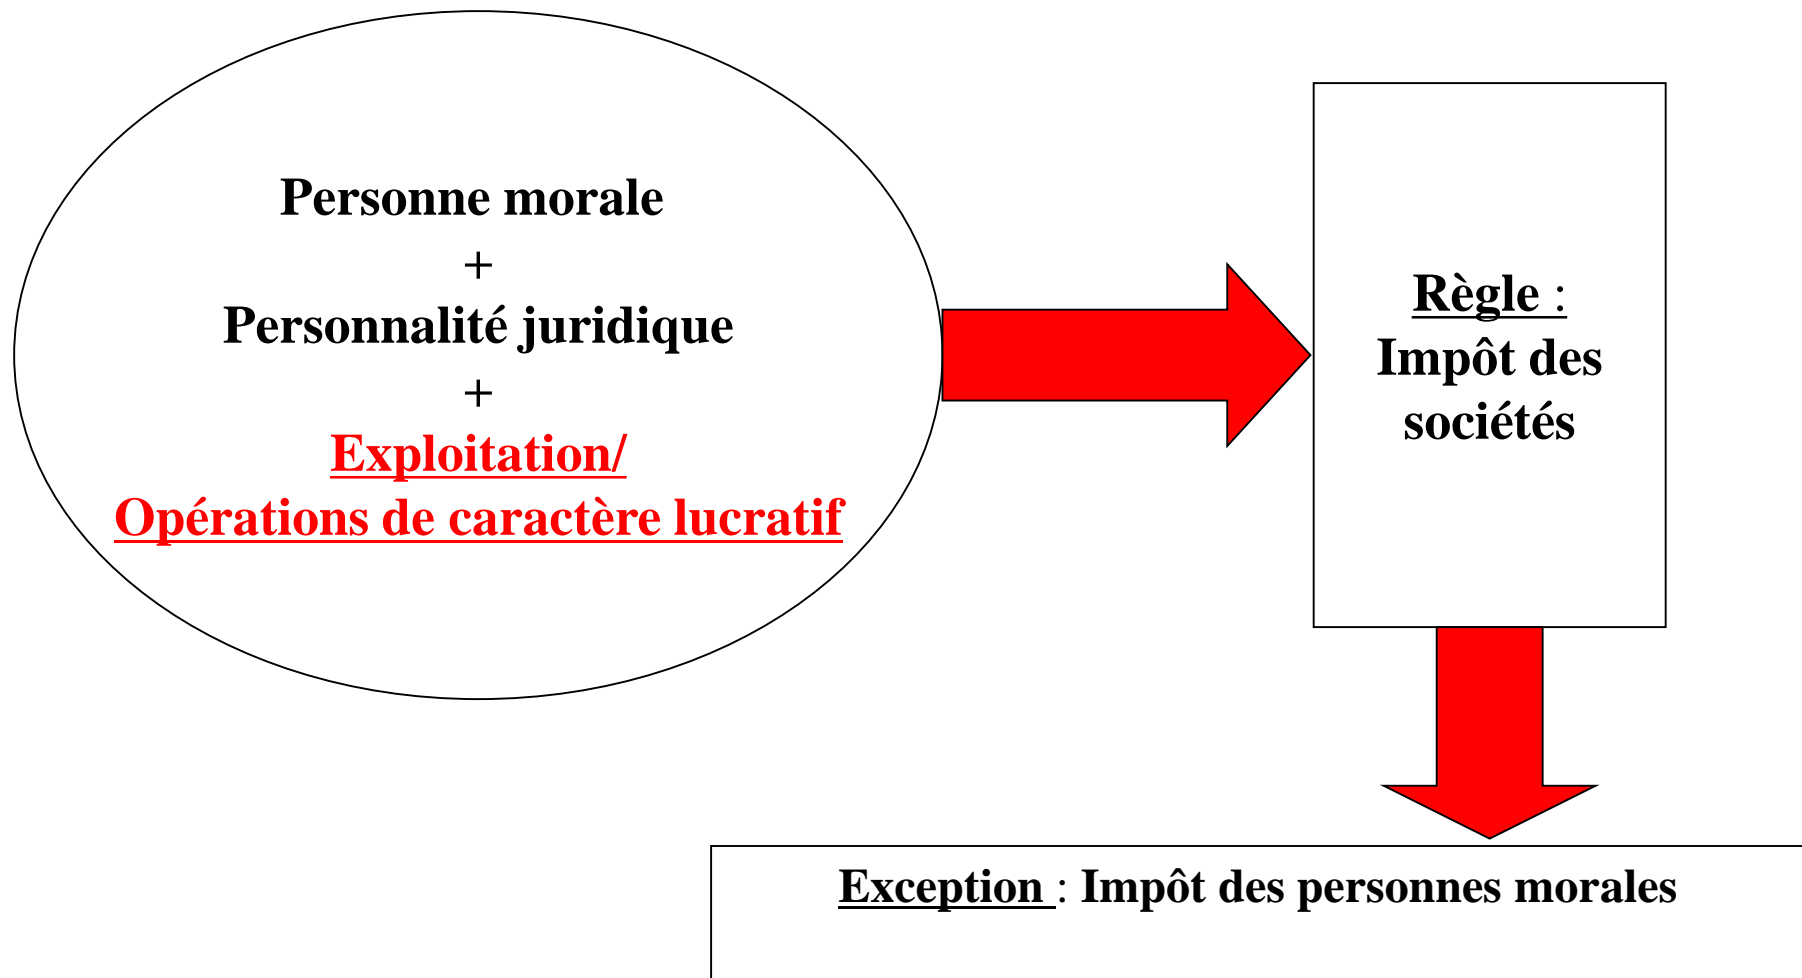 Personne morale
+
Personnalité juridique
+
Exploitation/
Opérations de caractère lucratif
Règle :
Impôt des
sociétés
Exception : Impôt des personnes morales